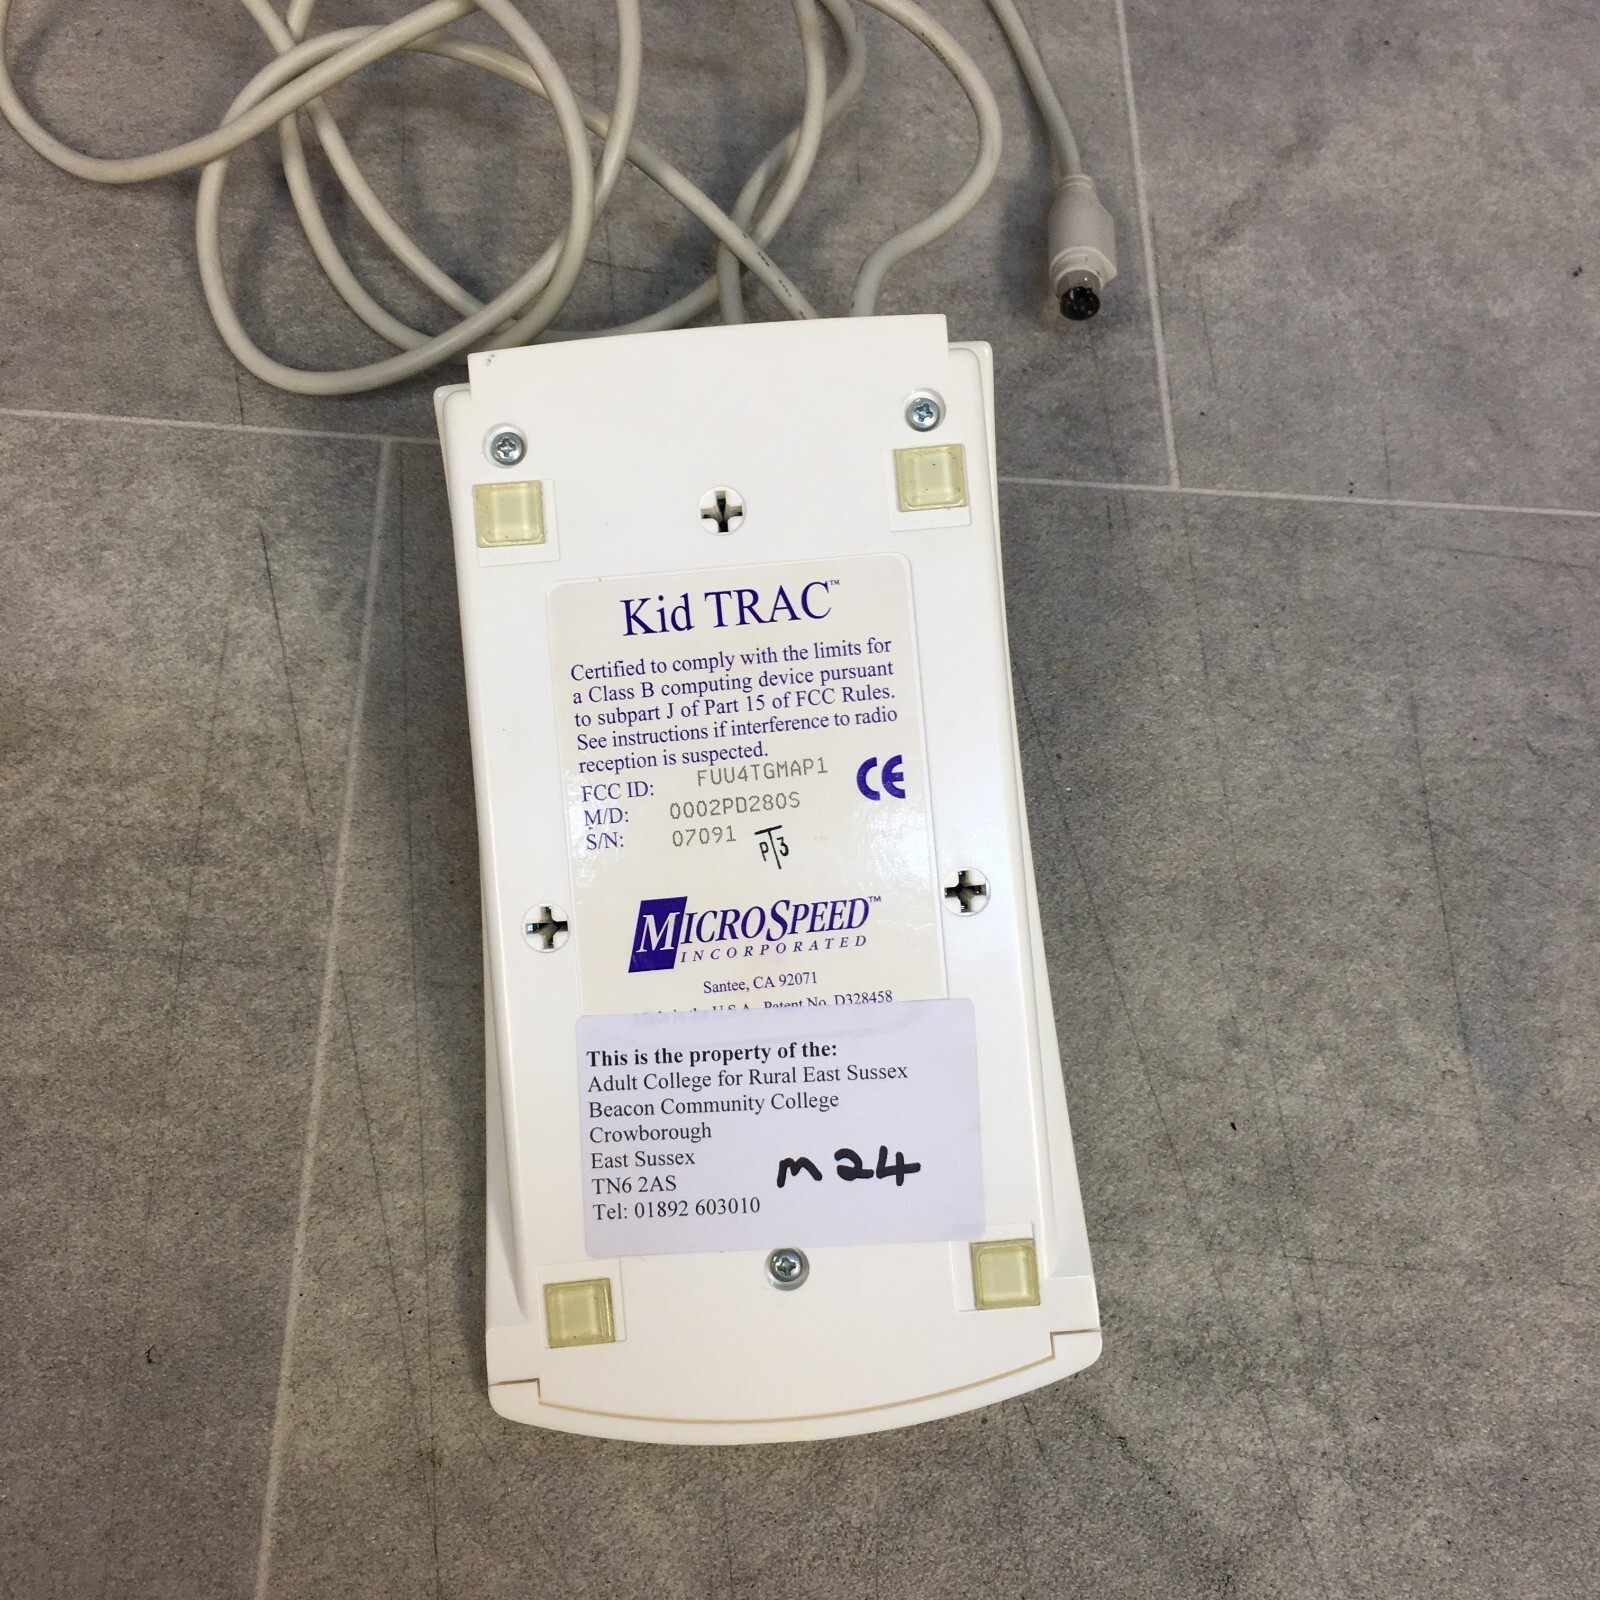 Kid TRAC™
Certified to comply with the limits for
a Class B computing device pursuant
to subpart J of Part 15 of FCC Rules.
See instructions if interference to radio
reception is suspected.
FCC ID: FUU4TGMAP1
M/D: 0002PD280S
S/N: 07091
PT3
CE
MICROSPEED™
INCORPORATED
Santee, CA 92071
in the U.S.A. Patent No. D328458
This is the property of the:
Adult College for Rural East Sussex
Beacon Community College
Crowborough
East Sussex
TN6 2AS
Tel: 01892 603010
m24